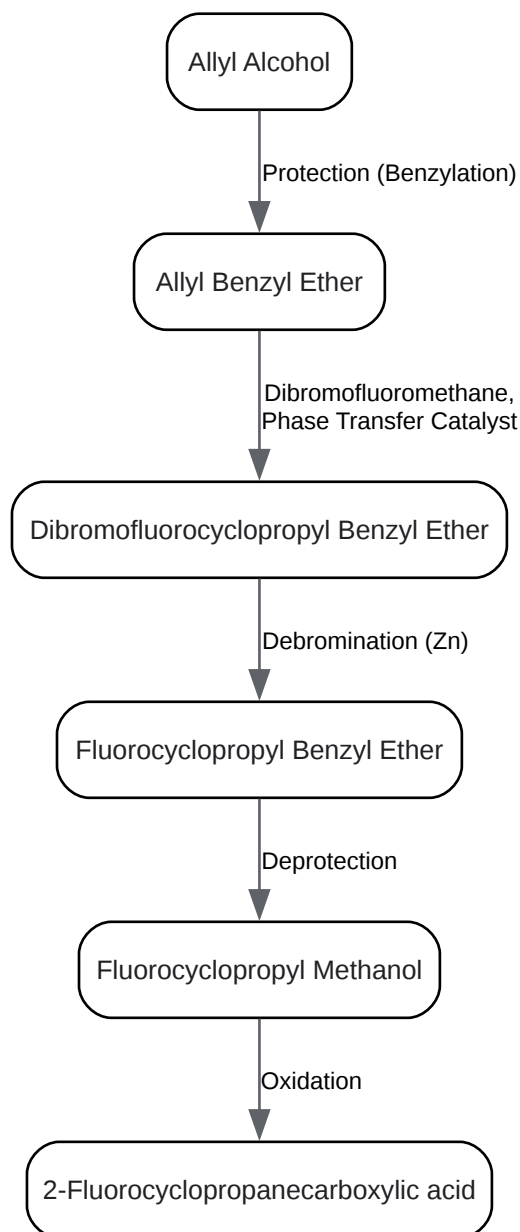 Allyl Alcohol
Protection (Benzylation)
Allyl Benzyl Ether
Dibromofluoromethane,
Phase Transfer Catalyst
Dibromofluorocyclopropyl Benzyl Ether
Debromination (Zn)
Fluorocyclopropyl Benzyl Ether
Deprotection
Fluorocyclopropyl Methanol
Oxidation
2-Fluorocyclopropanecarboxylic acid